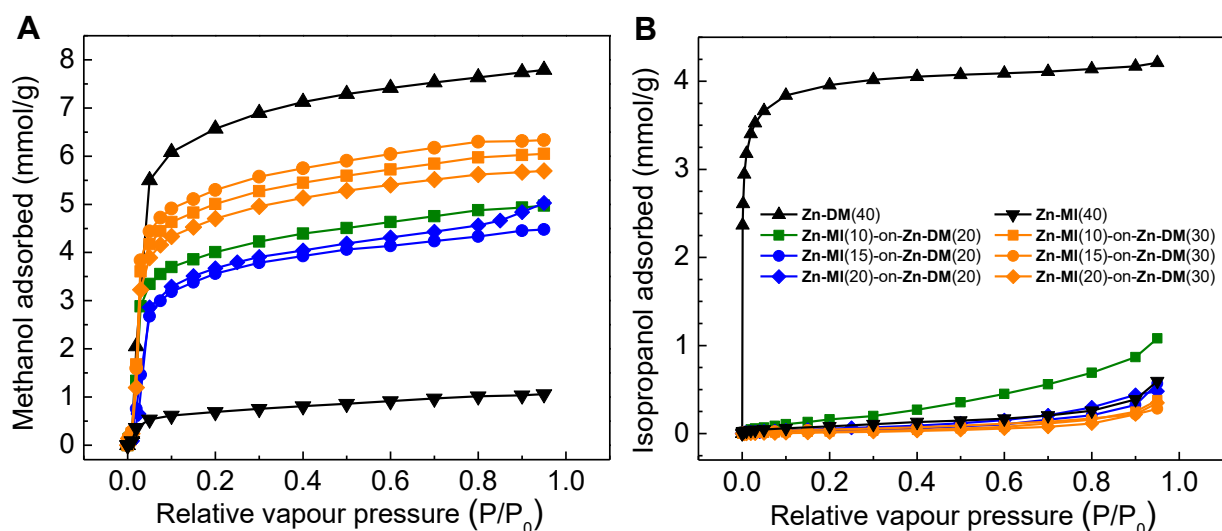 A
B
Methanol adsorbed (mmol/g)
8
7
6
5
4
3
2
1
0
0.0 0.2 0.4 0.6 0.8 1.0
Relative vapour pressure (P/P₀)
Isopropanol adsorbed (mmol/g)
4
3
2
1
0
Zn-DM(40)
Zn-MI(10)-on-Zn-DM(20)
Zn-MI(15)-on-Zn-DM(20)
Zn-MI(20)-on-Zn-DM(20)
Zn-MI(40)
Zn-MI(10)-on-Zn-DM(30)
Zn-MI(15)-on-Zn-DM(30)
Zn-MI(20)-on-Zn-DM(30)
0.0 0.2 0.4 0.6 0.8 1.0
Relative vapour pressure (P/P₀)